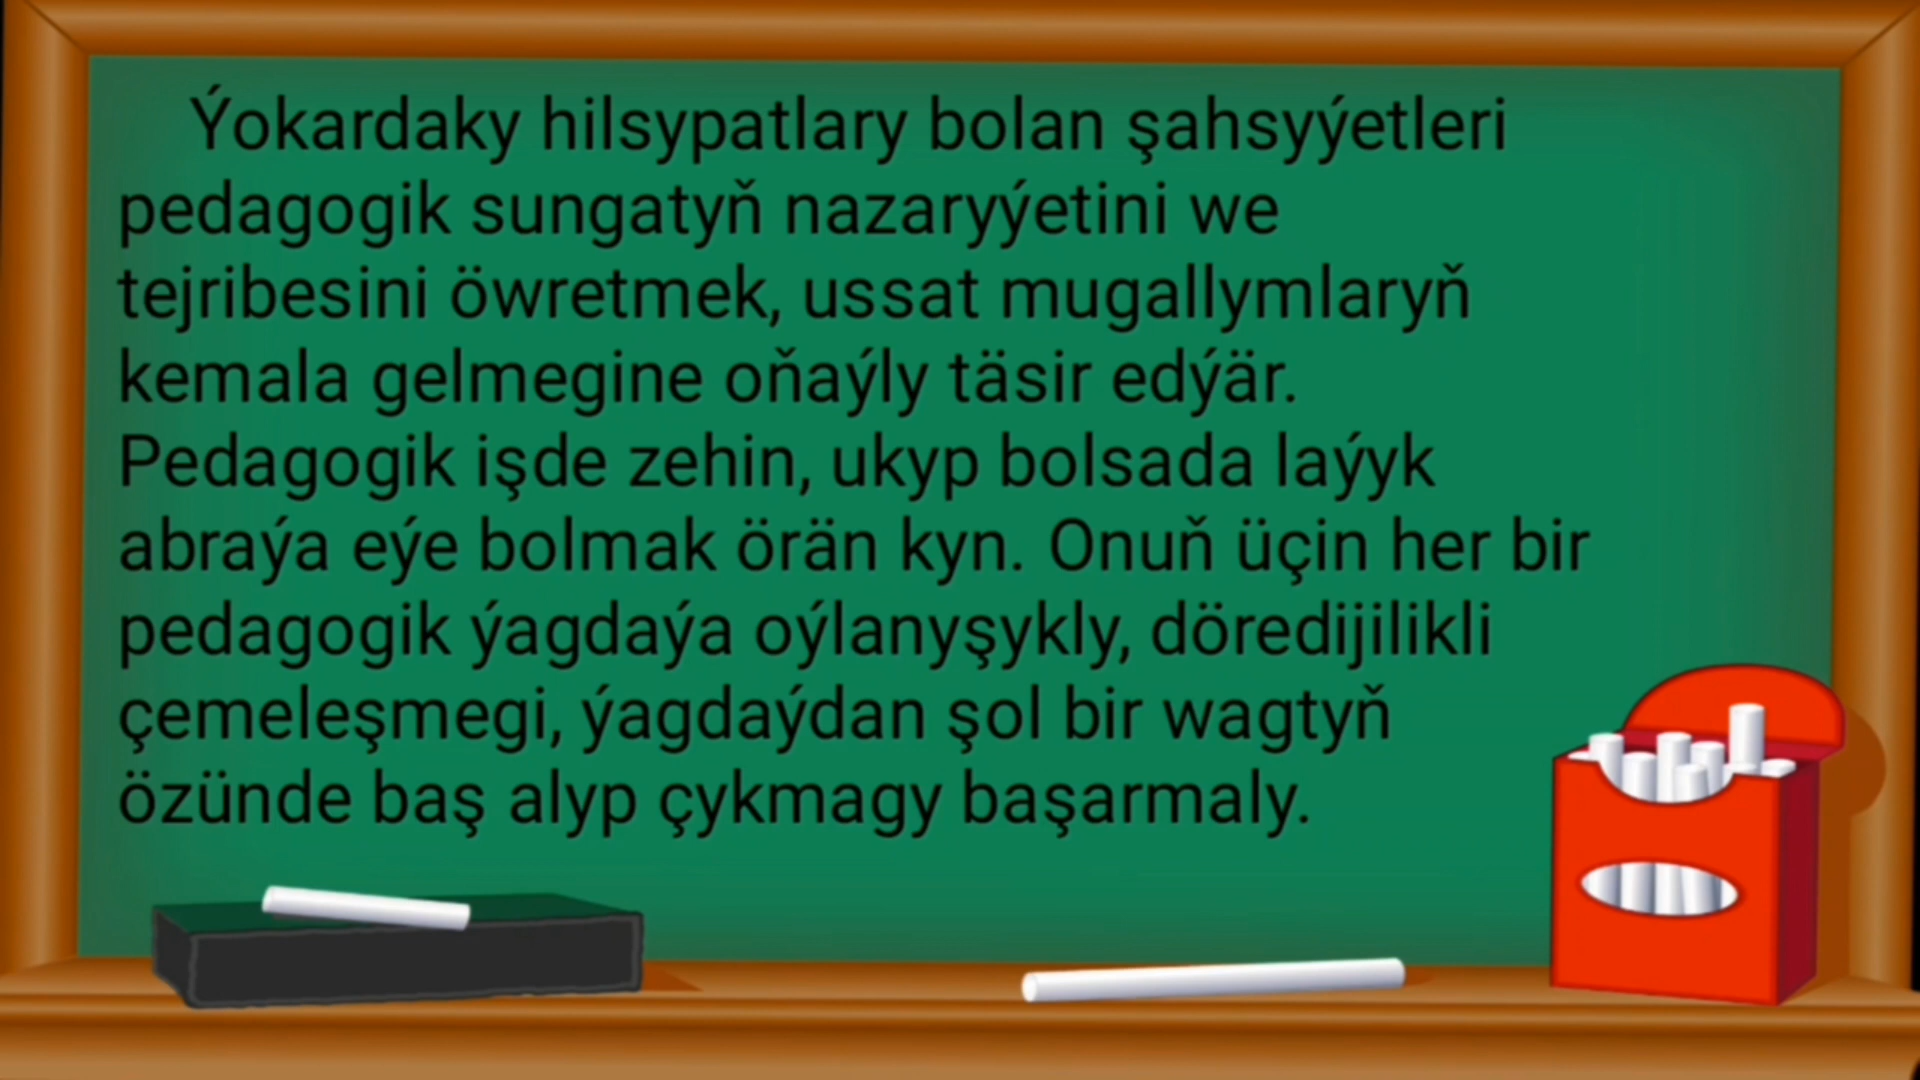 Ýokardaky hilsypatlary bolan şahsyýetleri
pedagogik sungatyň nazaryýetini we
tejribesini öwretmek, ussat mugallymlaryň
kemala gelmegine oňaýly täsir edýär.
Pedagogik işde zehin, ukyp bolsada laýyk
abraýa eýe bolmak örän kyn. Onuň üçin her bir
pedagogik ýagdaýa oýlanyşykly, döredijilikli
çemeleşmegi, ýagdaýdan şol bir wagtyň
özünde baş alyp çykmagy başarmaly.